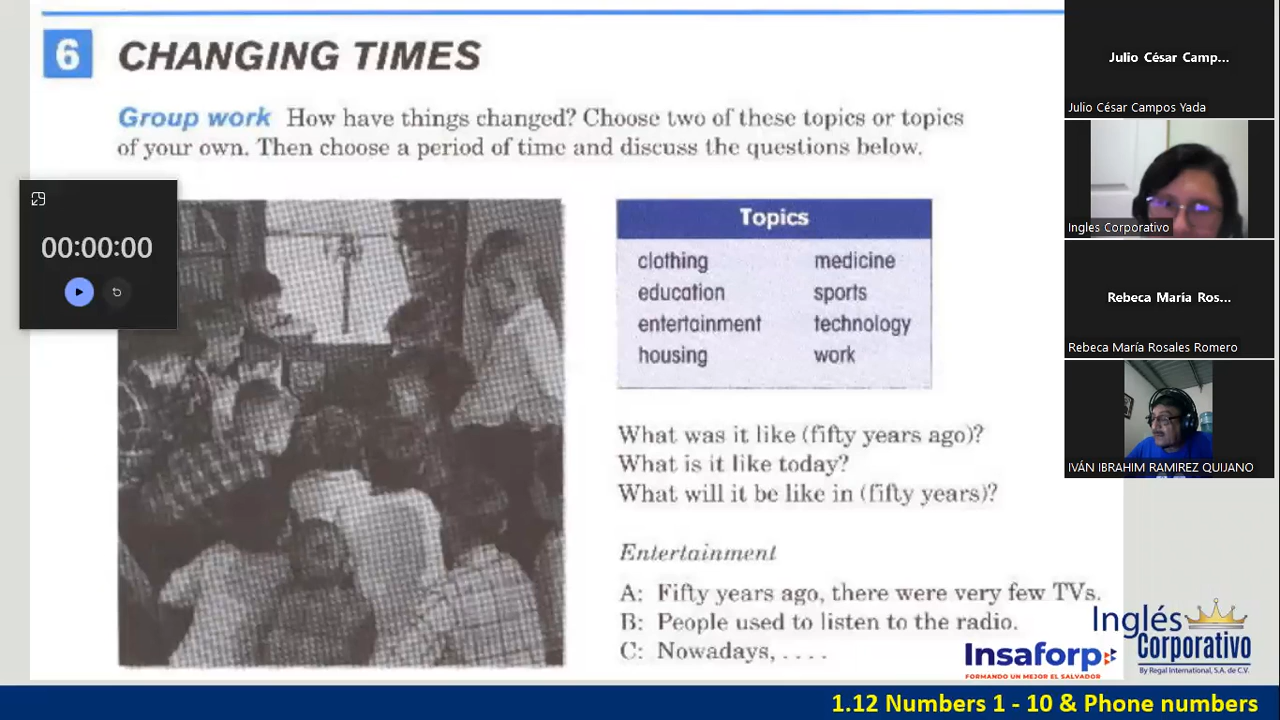 6 CHANGING TIMES
Group work How have things changed? Choose two of these topics or topics
of your own. Then choose a period of time and discuss the questions below.
00:00:00
Topics
clothing medicine
education sports
entertainment technology
housing work
What was it like (fifty years ago)?
What is it like today?
What will it be like in (fifty years)?
Entertainment
A: Fifty years ago, there were very few TVs.
B: People used to listen to the radio.
C: Nowadays, . . . .
Julio César Camp...
Julio César Campos Yada
Ingles Corporativo
Rebeca María Ros...
Rebeca María Rosales Romero
IVÁN IBRAHIM RAMIREZ QUIJANO
Insaforp
FORMANDO UN MEJOR EL SALVADOR
Inglés
Corporativo
By Regal International, S.A. de C.V.
1.12 Numbers 1 - 10 & Phone numbers